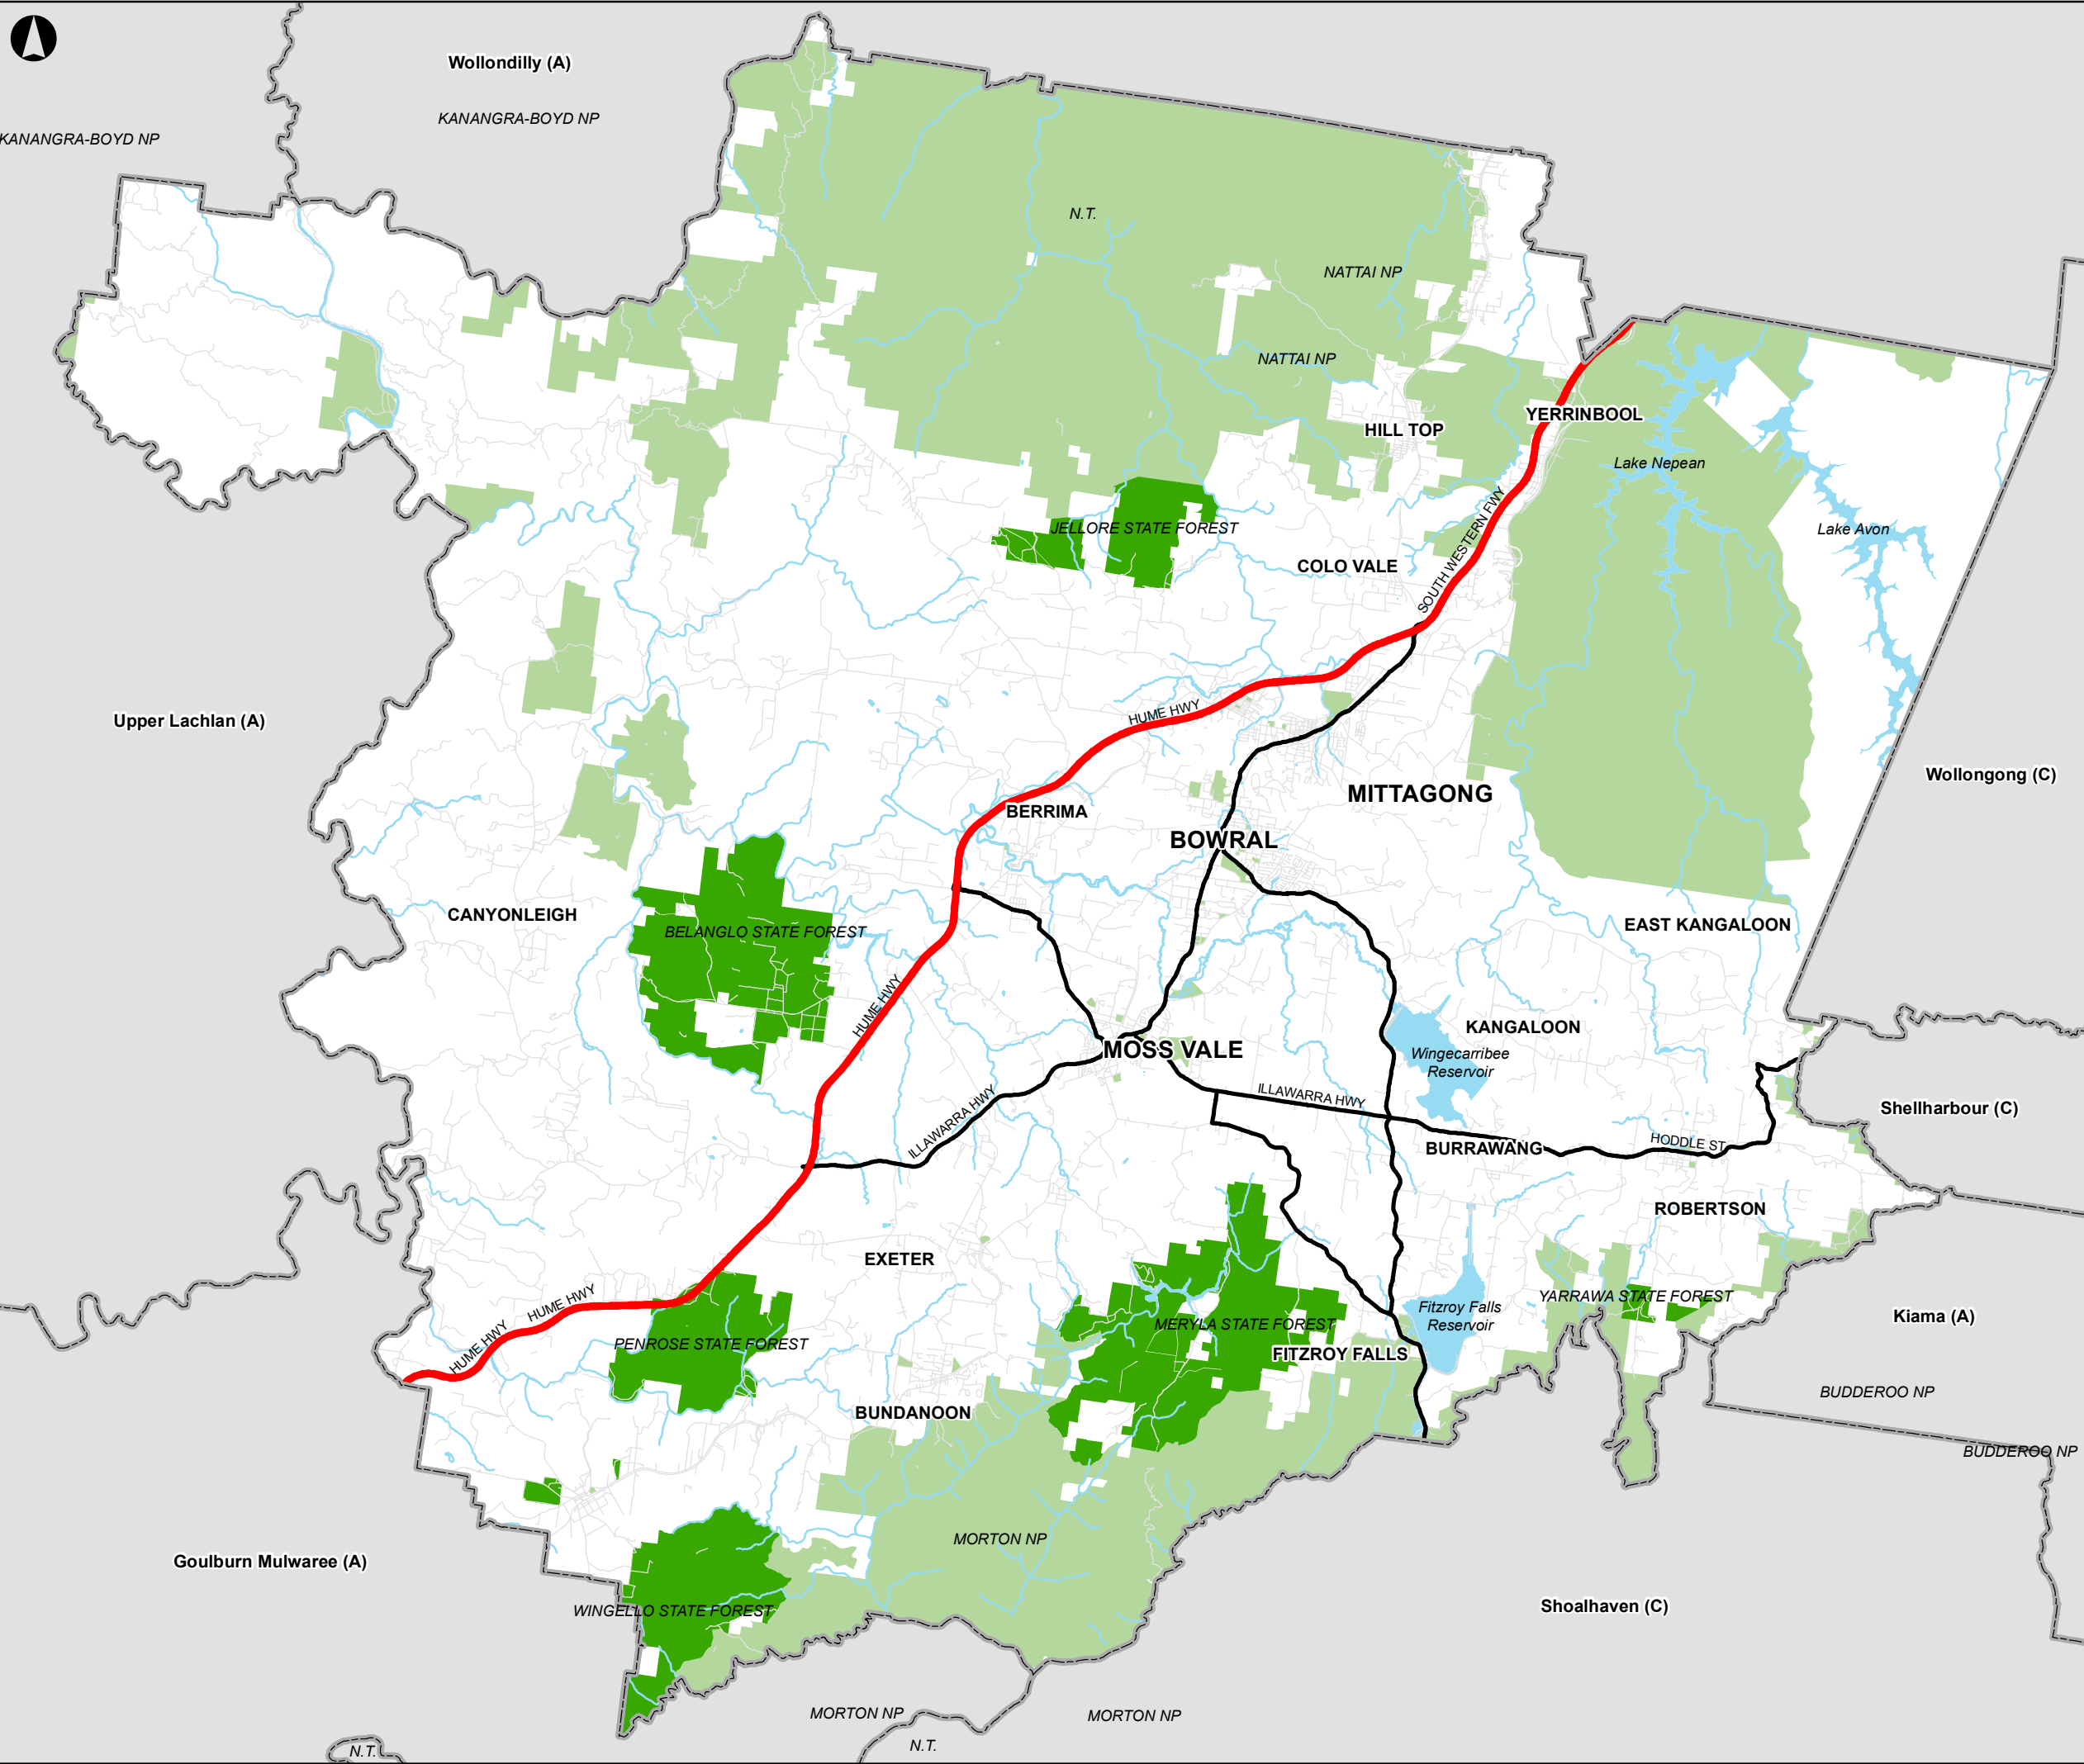 Wollondilly (A)
KANANGRA-BOYD NP
KANANGRA-BOYD NP
N.T.
NATTAI NP
NATTAI NP
YERRINBOOL
HILL TOP
Lake Nepean
JELLORE STATE FOREST
Lake Avon
SOUTH WESTERN FWY
COLO VALE
HUME HWY
Upper Lachlan (A)
Wollongong (C)
MITTAGONG
BERRIMA
BOWRAL
CANYONLEIGH
BELANGLO STATE FOREST
EAST KANGALOON
HUME HWY
KANGALOON
MOSS VALE
Wingecarribee
Reservoir
ILLAWARRA HWY
ILLAWARRA HWY
Shellharbour (C)
BURRAWANG
HODDLE ST
ROBERTSON
EXETER
HUME HWY
HUME HWY
YARRAWA STATE FOREST
Fitzroy Falls
Reservoir
Kiama (A)
MERYLA STATE FOREST
PENROSE STATE FOREST
FITZROY FALLS
BUDDEROO NP
BUNDANOON
BUDDEROO NP
MORTON NP
Goulburn Mulwaree (A)
Shoalhaven (C)
WINGELLO STATE FOREST
MORTON NP
MORTON NP
N.T.
N.T.